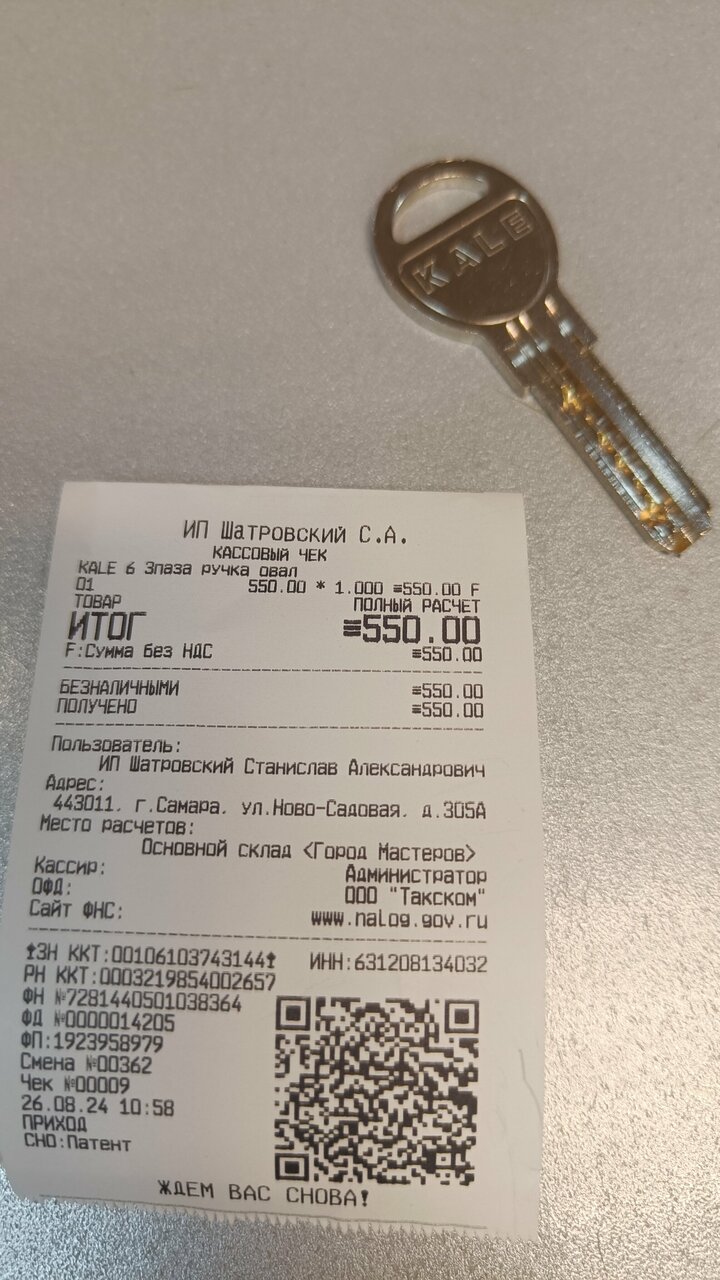 KALE
ИП Шатровский С.А.
КАССОВЫЙ ЧЕК
KALE 6 3паза ручка овал
01 550.00 * 1.000 =550.00 F
ТОВАР ПОЛНЫЙ РАСЧЕТ
ИТОГ =550.00
F:Сумма без НДС =550.00
БЕЗНАЛИЧНЫМИ =550.00
ПОЛУЧЕНО =550.00
Пользователь:
ИП Шатровский Станислав Александрович
Адрес:
443011, г.Самара, ул.Ново-Садовая, д.305А
Место расчетов:
Основной склад <Город Мастеров>
Кассир: Администратор
ОФД: ООО "Такском"
Сайт ФНС: www.nalog.gov.ru
ЗН ККТ:00106103743144 ИНН:631208134032
РН ККТ:0003219854002657
ФН №7281440501038364
ФД №0000014205
ФП:1923958979
Смена №00362
Чек №00009
26.08.24 10:58
ПРИХОД
СНО:Патент
ЖДЕМ ВАС СНОВА!